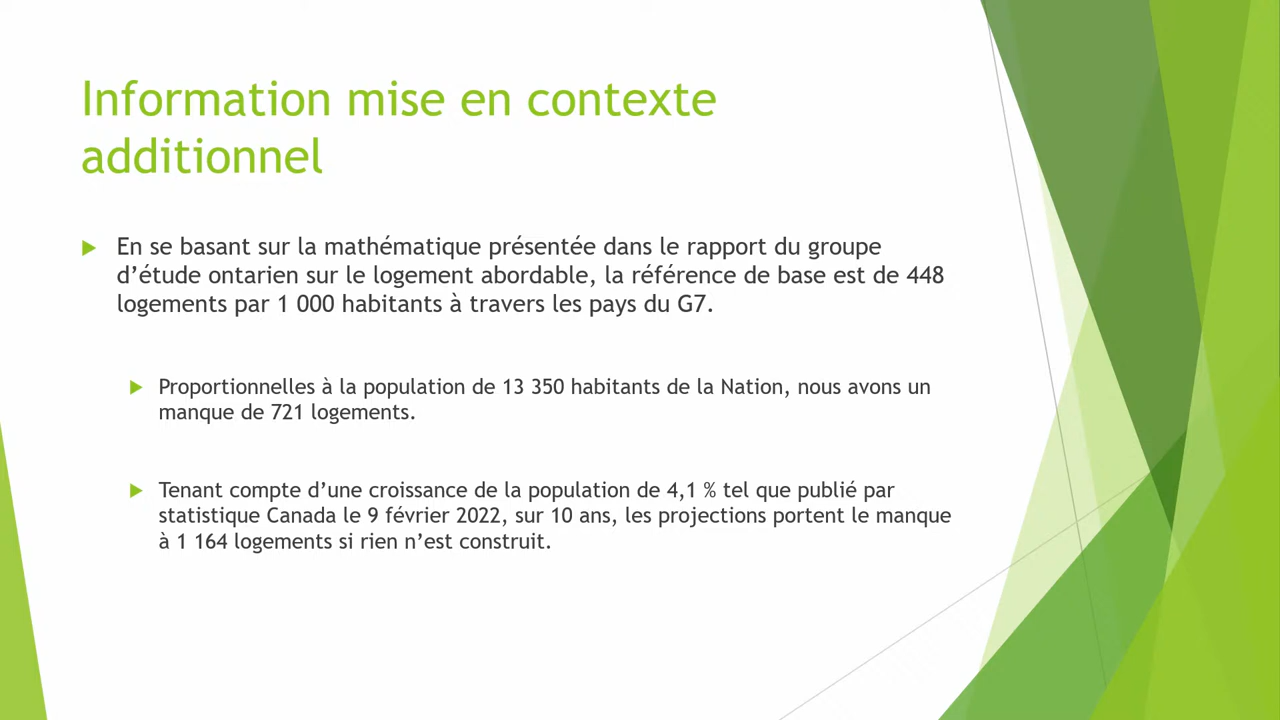 Information mise en contexte
additionnel
En se basant sur la mathématique présentée dans le rapport du groupe
d’étude ontarien sur le logement abordable, la référence de base est de 448
logements par 1 000 habitants à travers les pays du G7.
Proportionnelles à la population de 13 350 habitants de la Nation, nous avons un
manque de 721 logements.
Tenant compte d’une croissance de la population de 4,1 % tel que publié par
statistique Canada le 9 février 2022, sur 10 ans, les projections portent le manque
à 1 164 logements si rien n’est construit.